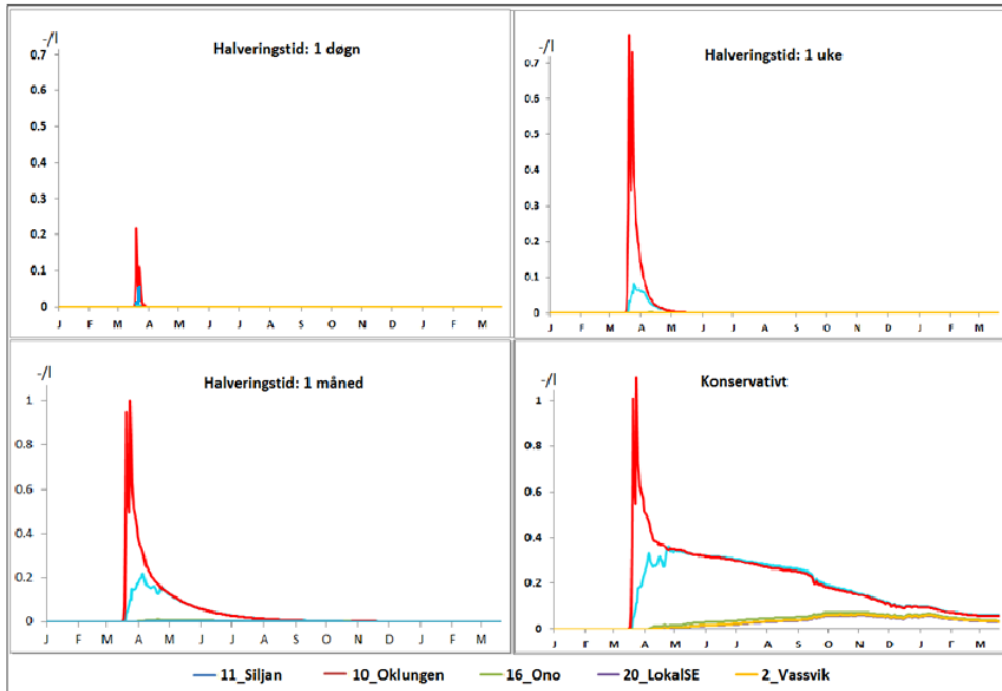 -/l
Halveringstid: 1 døgn
0.7
0.6
0.5
0.4
0.3
0.2
0.1
0
J F M A M J J A S O N D J F M
-/l
Halveringstid: 1 uke
0.7
0.6
0.5
0.4
0.3
0.2
0.1
0
J F M A M J J A S O N D J F M
-/l
Halveringstid: 1 måned
1
0.8
0.6
0.4
0.2
0
J F M A M J J A S O N D J F M
-/l
Konservativt
1
0.8
0.6
0.4
0.2
0
J F M A M J J A S O N D J F M
11_Siljan 10_Oklungen 16_Ono 20_LokalSE 2_Vassvik